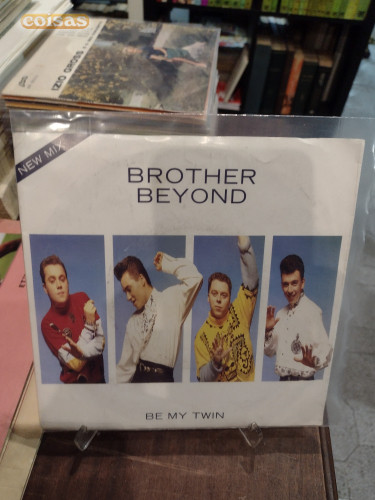 coisas
NEW MIX
BROTHER
BEYOND
BE MY TWIN